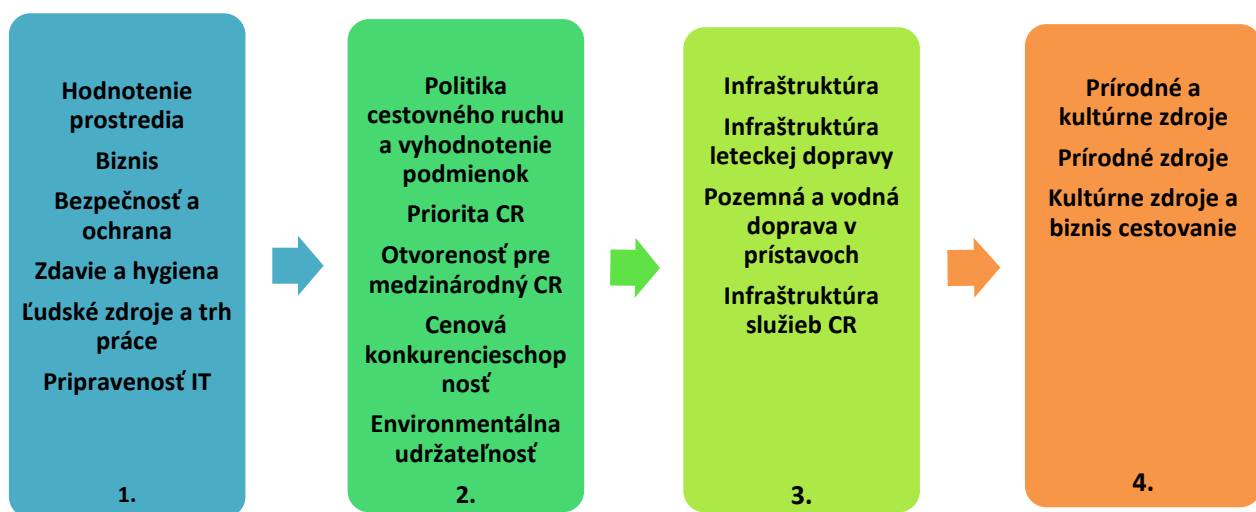 Hodnotenie
prostredia
Biznis
Bezpečnosť a
ochrana
Zdavie a hygiena
Ľudské zdroje a trh
práce
Pripravenosť IT
1.
Politika
cestovného ruchu
a vyhodnotenie
podmienok
Priorita CR
Otvorenosť pre
medzinárodný CR
Cenová
konkurencieschop
nosť
Environmentálna
udržateľnosť
2.
Infraštruktúra
Infraštruktúra
leteckej dopravy
Pozemná a vodná
doprava v
prístavoch
Infraštruktúra
služieb CR
3.
Prírodné a
kultúrne zdroje
Prírodné zdroje
Kultúrne zdroje a
biznis cestovanie
4.